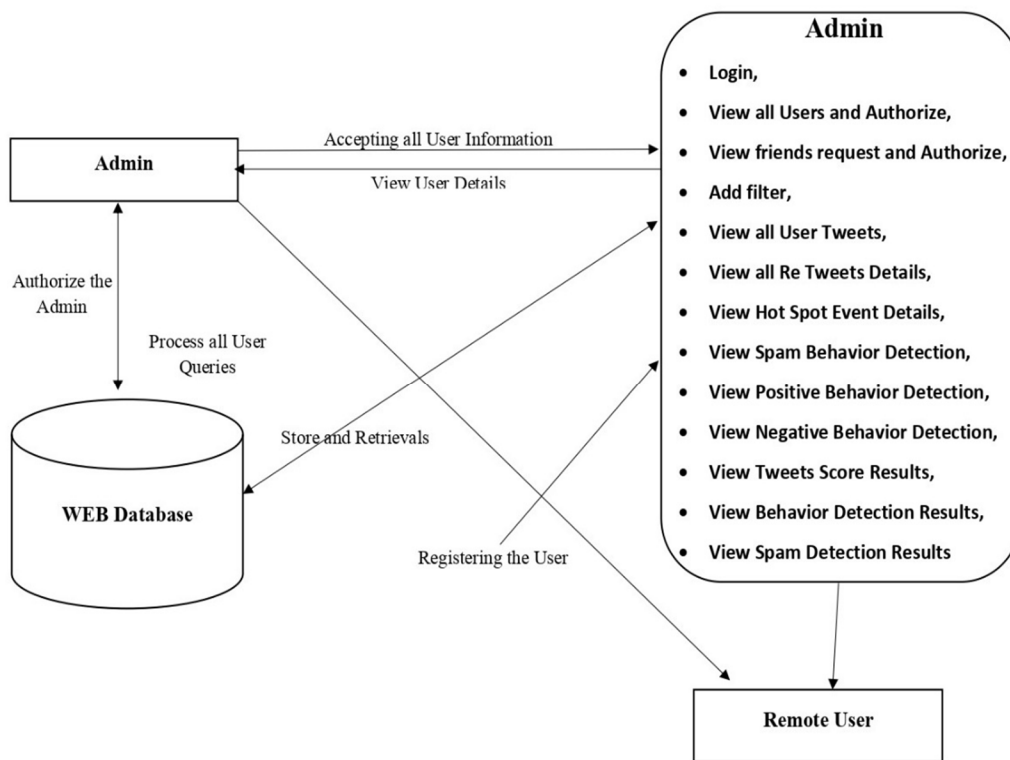 Admin
• Login,
• View all Users and Authorize,
• View friends request and Authorize,
• Add filter,
• View all User Tweets,
• View all Re Tweets Details,
• View Hot Spot Event Details,
• View Spam Behavior Detection,
• View Positive Behavior Detection,
• View Negative Behavior Detection,
• View Tweets Score Results,
• View Behavior Detection Results,
• View Spam Detection Results
Accepting all User Information
Admin
View User Details
Authorize the
Admin
Process all User
Queries
Store and Retrievals
WEB Database
Registering the User
Remote User